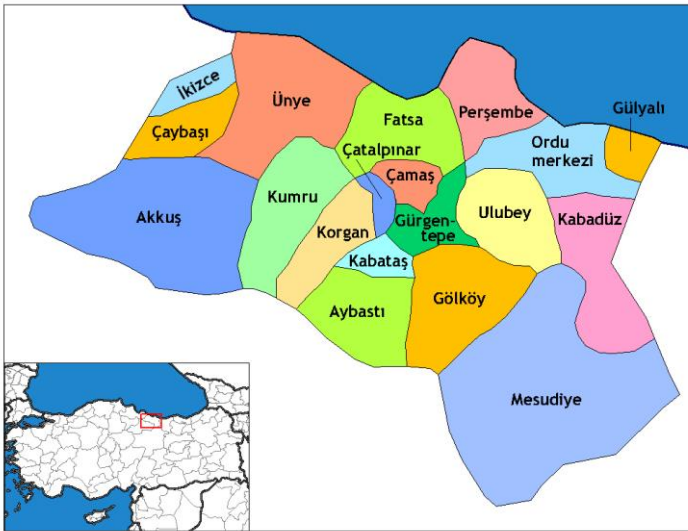 İkizce
Ünye
Perşembe
Gülyalı
Çaybaşı
Fatsa
Ordu
merkezi
Çatalpınar
Çamaş
Kumru
Akkuş
Korgan
Gürgen-
tepe
Ulubey
Kabadüz
Kabataş
Aybastı
Gölköy
Mesudiye